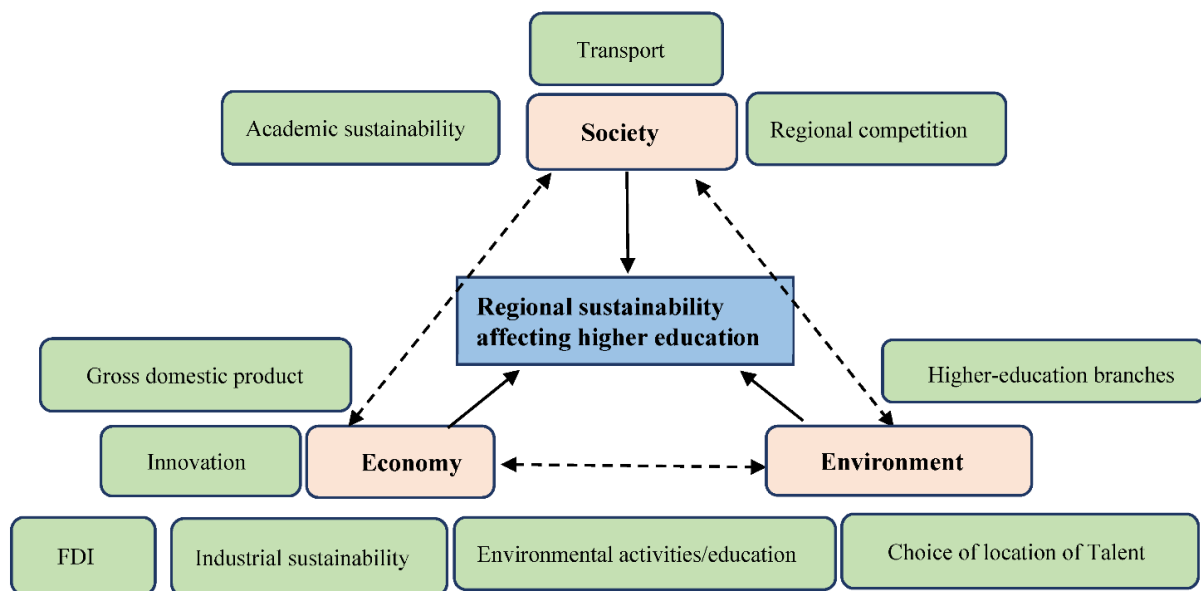 Transport
Academic sustainability
Society
Regional competition
Regional sustainability
affecting higher education
Gross domestic product
Higher-education branches
Innovation
Economy
Environment
FDI
Industrial sustainability
Environmental activities/education
Choice of location of Talent